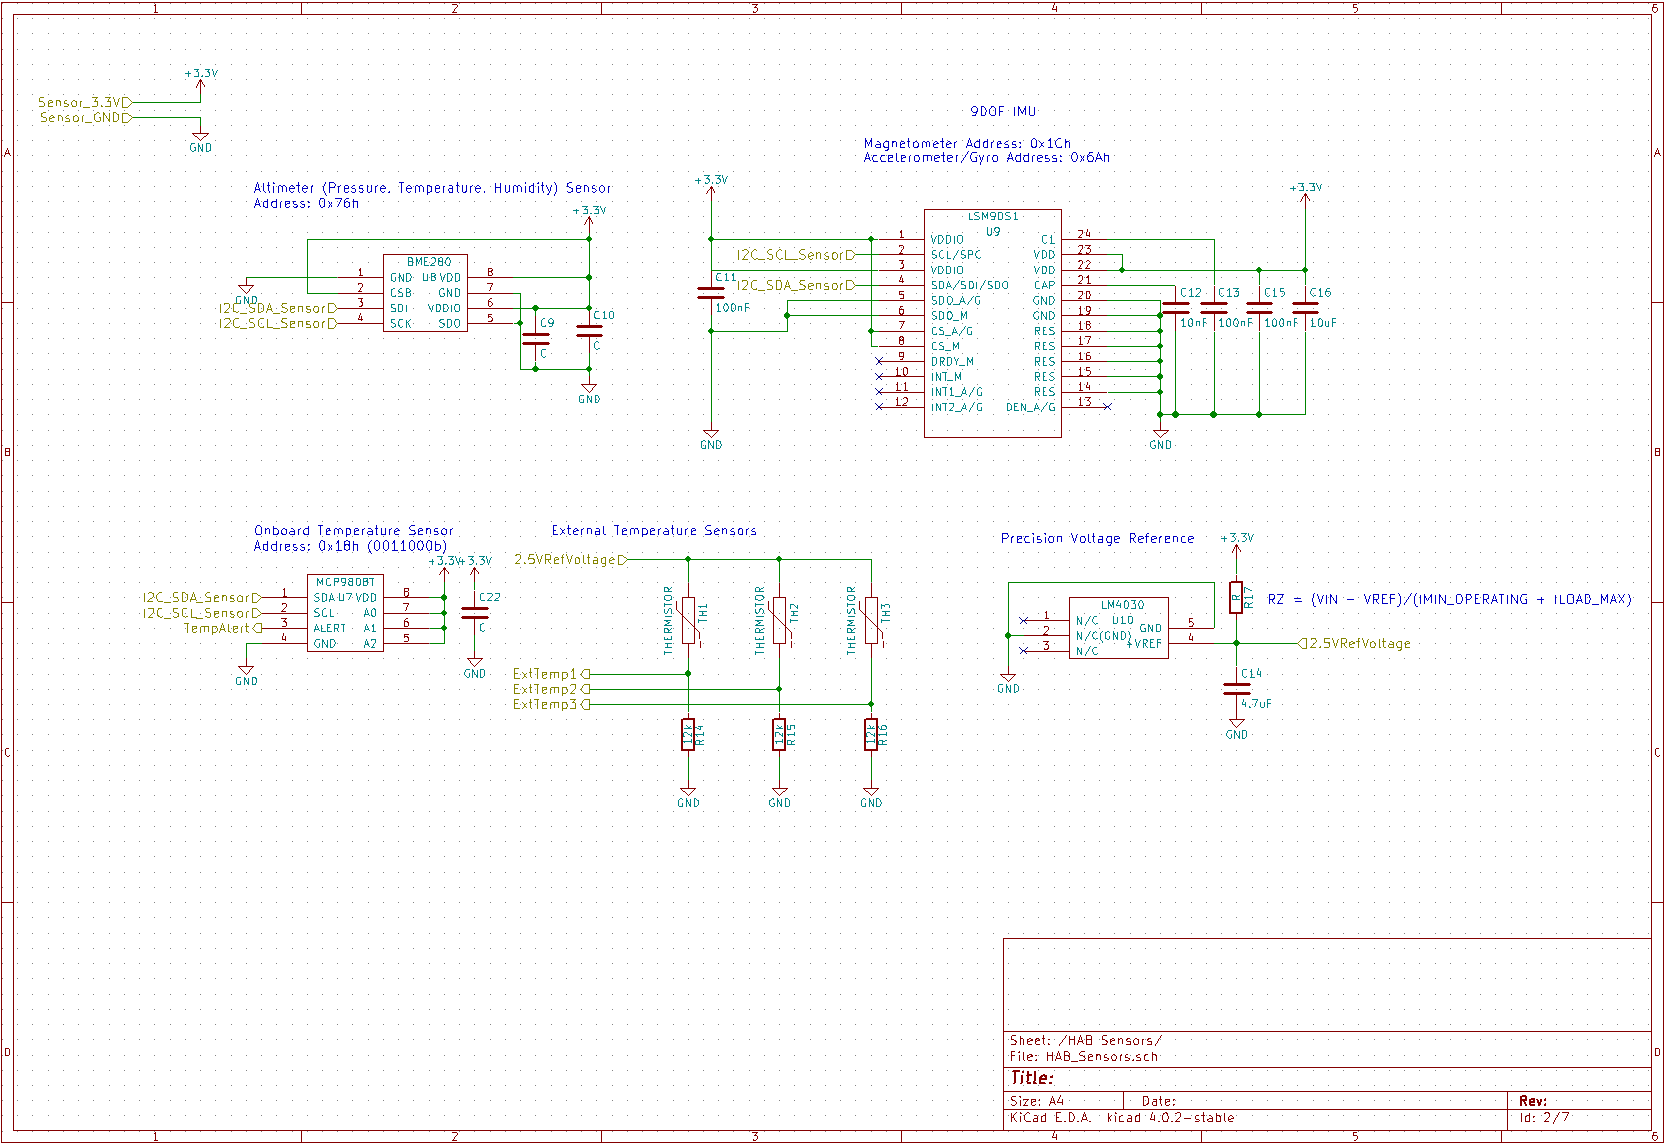 1 2 3 4 5 6
A
A
B
B
C
C
D
D
+3.3V
Sensor_3.3V
Sensor_GND
GND
Altimeter (Pressure, Temperature, Humidity) Sensor
Address: 0x76h
+3.3V
BME280
U8
1 GND VDD 8
2 CSB GND 7
I2C_SDA_Sensor 3 SDI VDDIO 6
I2C_SCL_Sensor 4 SCK SDO 5
GND
C9
C
C10
C
GND
9DOF IMU
Magnetometer Address: 0x1Ch
Accelerometer/Gyro Address: 0x6Ah
+3.3V
+3.3V
LSM9DS1
U9
1 VDDIO C1 24
I2C_SCL_Sensor 2 SCL/SPC VDD 23
3 VDDIO VDD 22
I2C_SDA_Sensor 4 SDA/SDI/SDO CAP 21
5 SDO_A/G GND 20
6 SDO_M GND 19
7 CS_A/G RES 18
8 CS_M RES 17
9 DRDY_M RES 16
10 INT_M RES 15
11 INT1_A/G RES 14
12 INT2_A/G DEN_A/G 13
C11
100nF
C12 C13 C15 C16
10nF 100nF 100nF 10uF
GND
GND
Onboard Temperature Sensor
Address: 0x18h (0011000b)
+3.3V +3.3V
MCP9808T
U7
I2C_SDA_Sensor 1 SDA VDD 8
I2C_SCL_Sensor 2 SCL A0 7
TempAlert 3 ALERT A1 6
4 GND A2 5
GND
C22
C
GND
External Temperature Sensors
2.5VRefVoltage
THERMISTOR TH1
THERMISTOR TH2
THERMISTOR TH3
ExtTemp1
ExtTemp2
ExtTemp3
12k R14
12k R15
12k R16
GND GND GND
Precision Voltage Reference
+3.3V
R R17
RZ = (VIN - VREF)/(IMIN_OPERATING + ILOAD_MAX)
LM4030
U10
1 N/C GND 5
2 N/C(GND) +VREF 4
3 N/C
2.5VRefVoltage
GND
C14
4.7uF
GND
Sheet: /HAB Sensors/
File: HAB_Sensors.sch
Title:
Size: A4 Date: Rev:
KiCad E.D.A. kicad 4.0.2-stable Id: 2/7
1 2 3 4 5 6